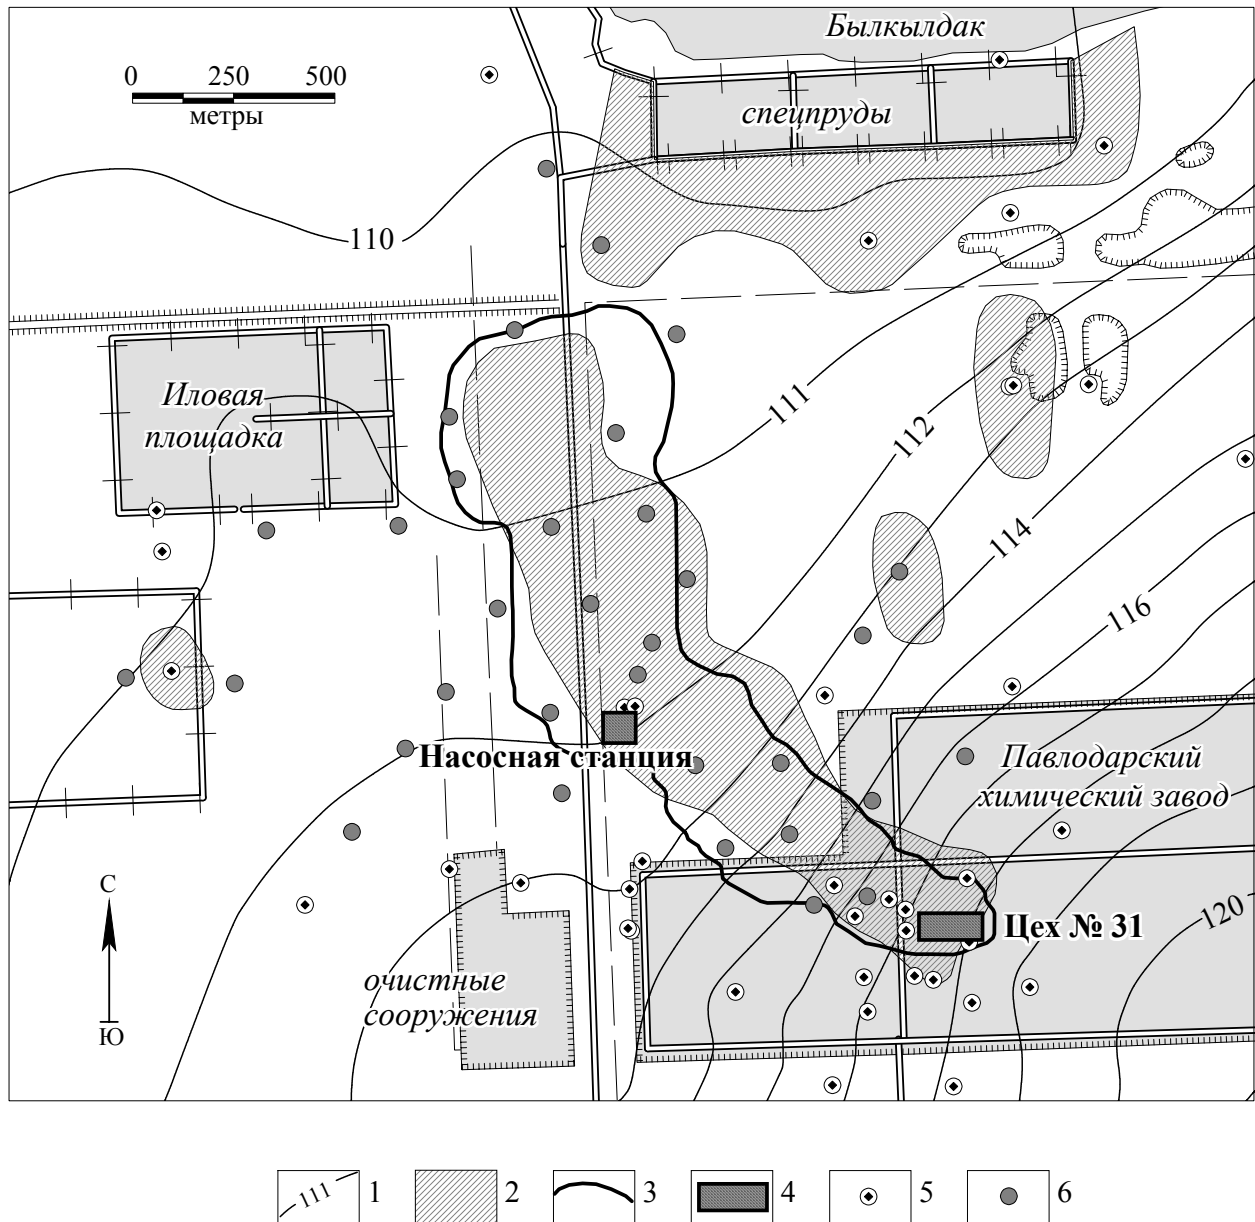 Былкылдак
0 250 500
метры
спецпруды
110
Иловая
площадка
111
112
114
116
Насосная станция
Павлодарский
химический завод
С
Ю
120
Цех № 31
очистные
сооружения
111 1 2 3 4 5 6